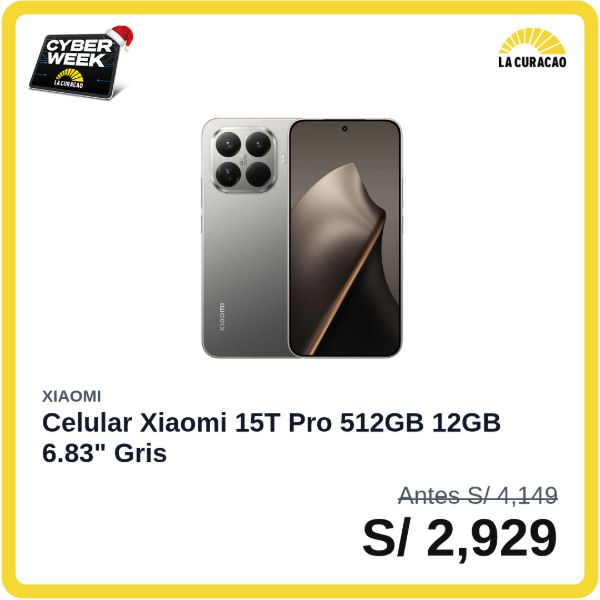 CYBER
WEEK
LA CURACAO
LA CURACAO
xiaomi
XIAOMI
Celular Xiaomi 15T Pro 512GB 12GB
6.83" Gris
Antes S/ 4,149
S/ 2,929